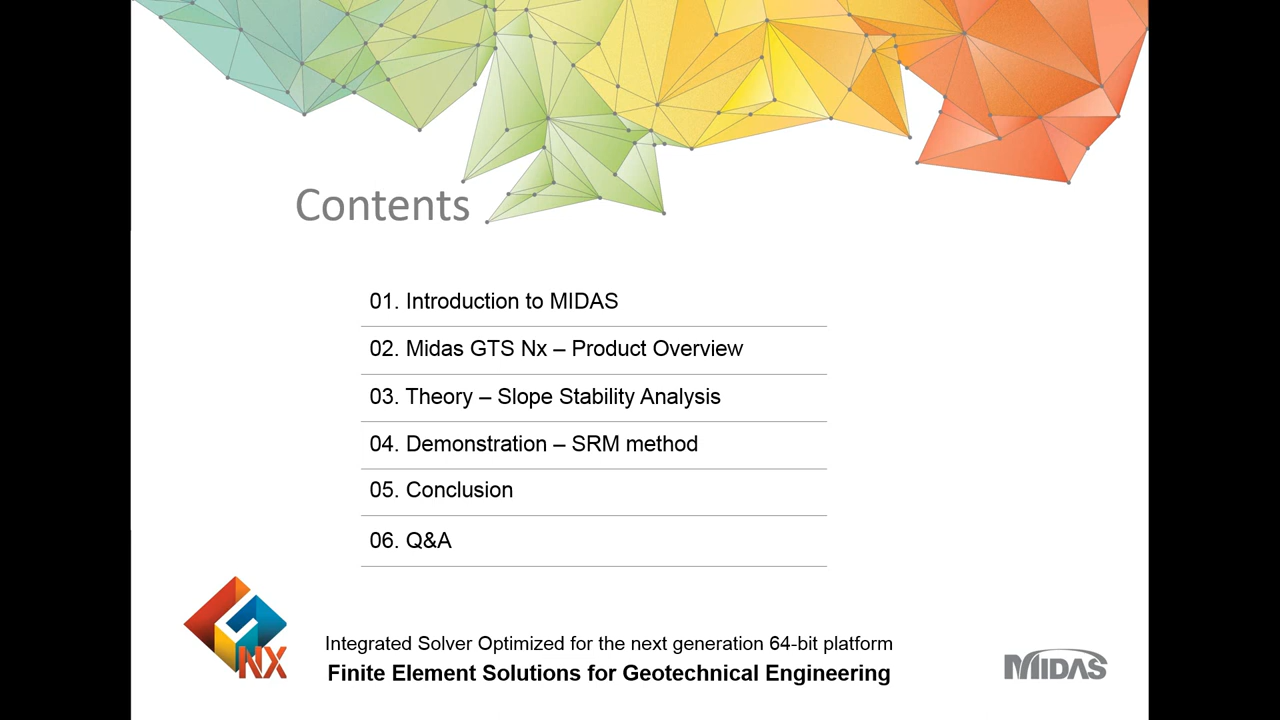 Contents
01. Introduction to MIDAS
02. Midas GTS Nx – Product Overview
03. Theory – Slope Stability Analysis
04. Demonstration – SRM method
05. Conclusion
06. Q&A
NX
Integrated Solver Optimized for the next generation 64-bit platform
Finite Element Solutions for Geotechnical Engineering
MIDAS